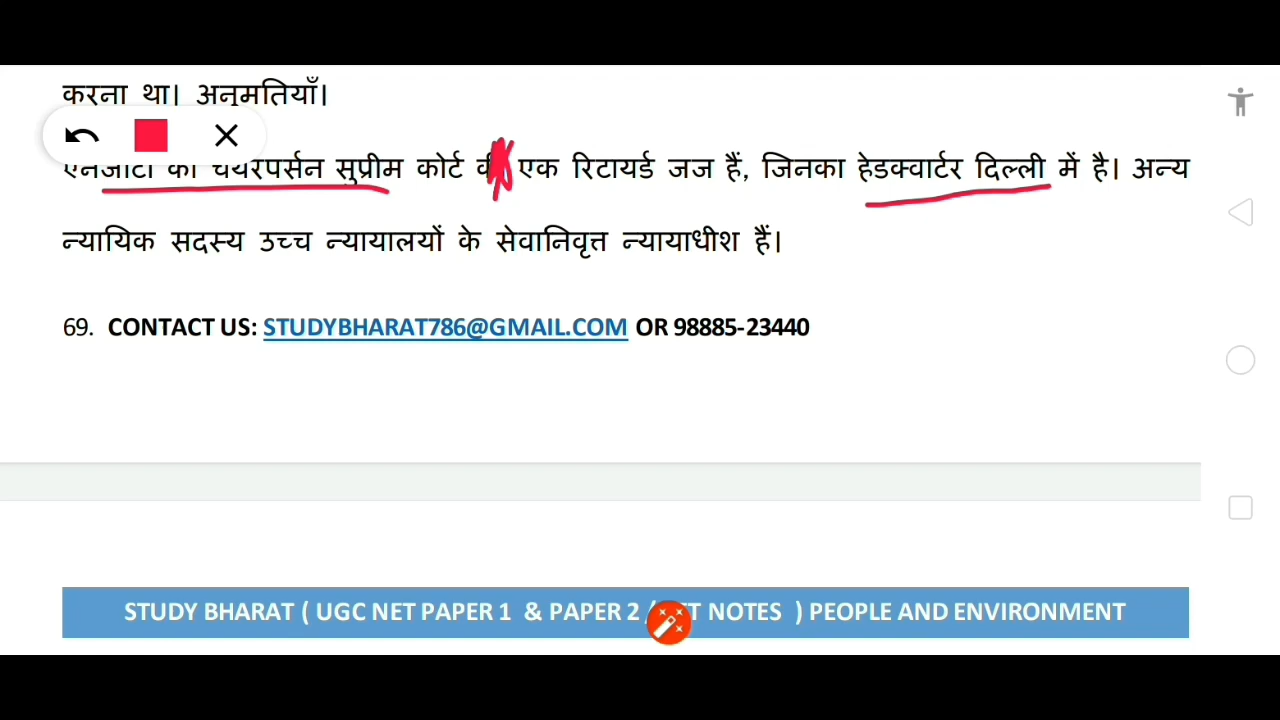 करना था। अनुमतियाँ।
चेयरपर्सन सुप्रीम कोर्ट एक रिटायर्ड जज हैं, जिनका हेडक्वार्टर दिल्ली में है। अन्य
न्यायिक सदस्य उच्च न्यायालयों के सेवानिवृत्त न्यायाधीश हैं।
69. CONTACT US: STUDYBHARAT786@GMAIL.COM OR 98885-23440
STUDY BHARAT ( UGC NET PAPER 1 & PAPER 2 / NOTES ) PEOPLE AND ENVIRONMENT